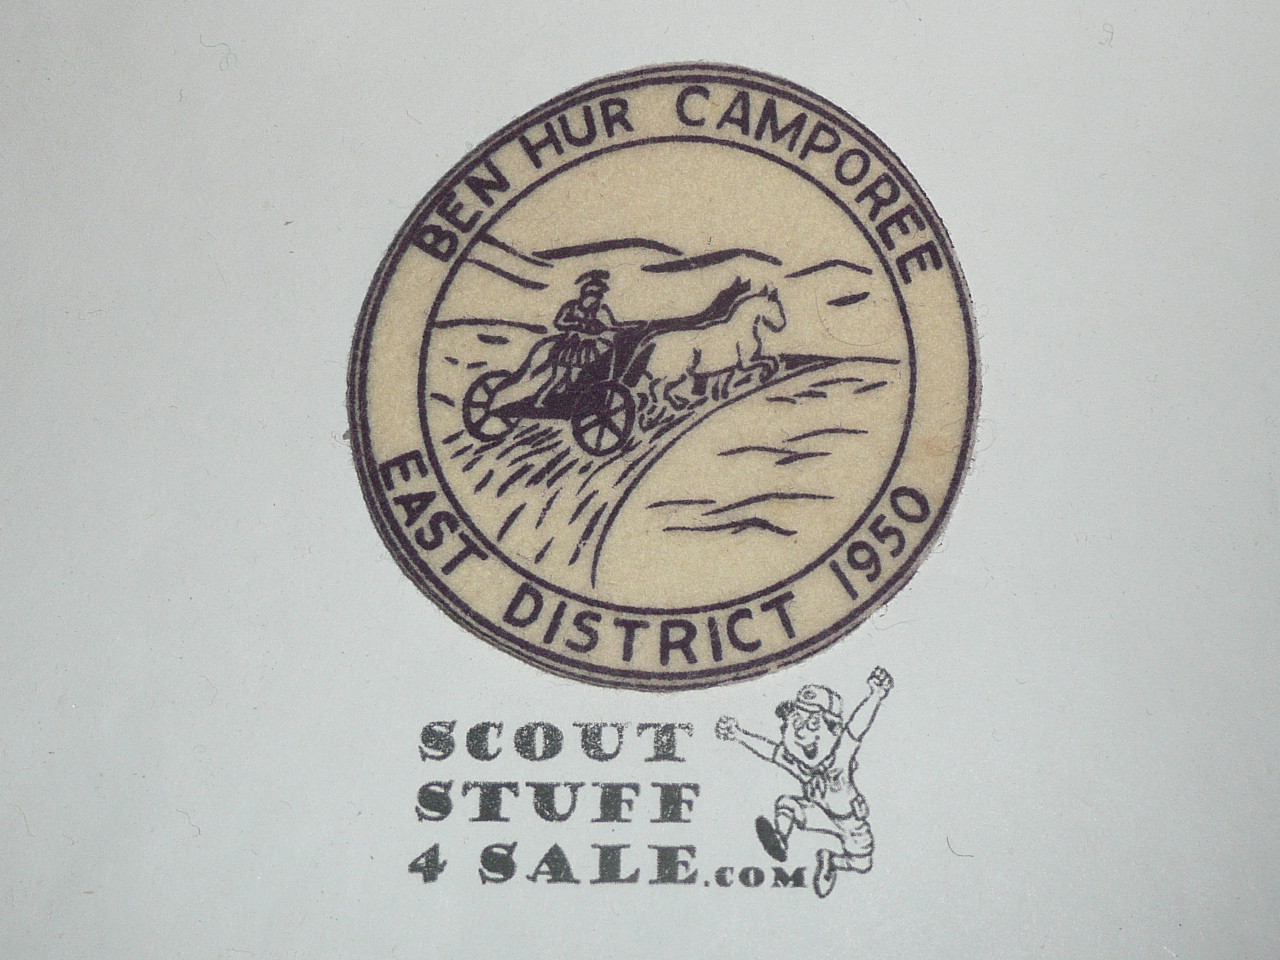 BEN HUR CAMPOREE
EAST DISTRICT 1950
SCOUT
STUFF
4 SALE.COM